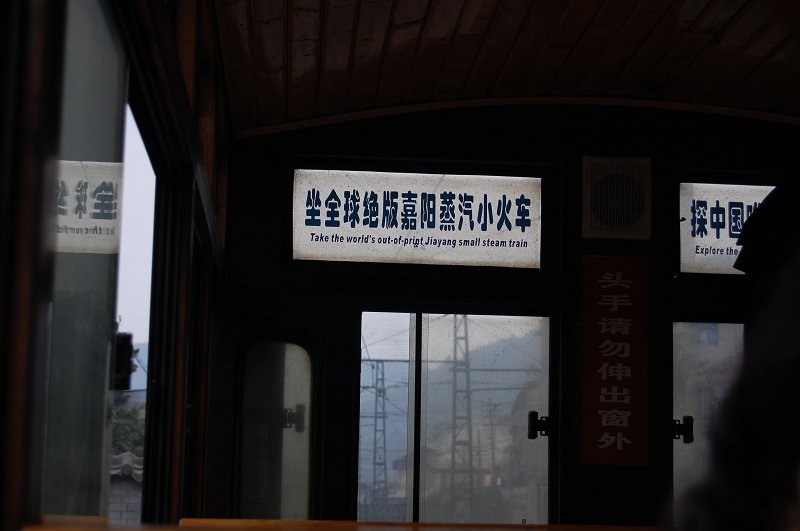 坐全球绝版嘉阳蒸汽小火车
Take the world's out-of-print Jiayang small steam train
探中国
Explore the
头手请勿伸出窗外